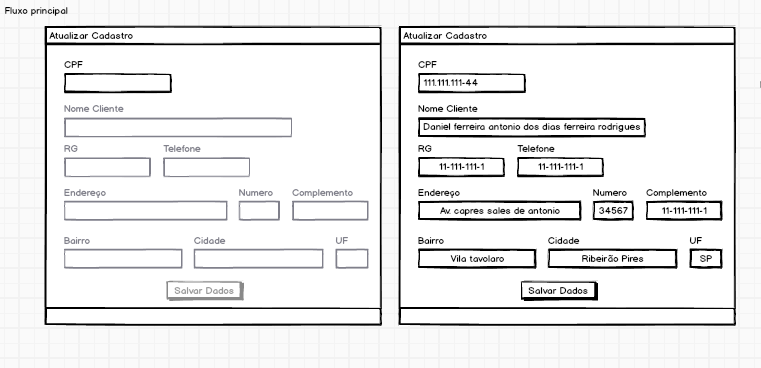 Fluxo principal
Atualizar Cadastro
CPF
Nome Cliente
RG Telefone
Endereço Numero Complemento
Bairro Cidade UF
Salvar Dados
Atualizar Cadastro
CPF
111.111.111-44
Nome Cliente
Daniel ferreira antonio dos dias ferreira rodrigues
RG Telefone
11-111-111-1 11-111-111-1
Endereço Numero Complemento
Av. capres sales de antonio 34567 11-111-111-1
Bairro Cidade UF
Vila tavolaro Ribeirão Pires SP
Salvar Dados